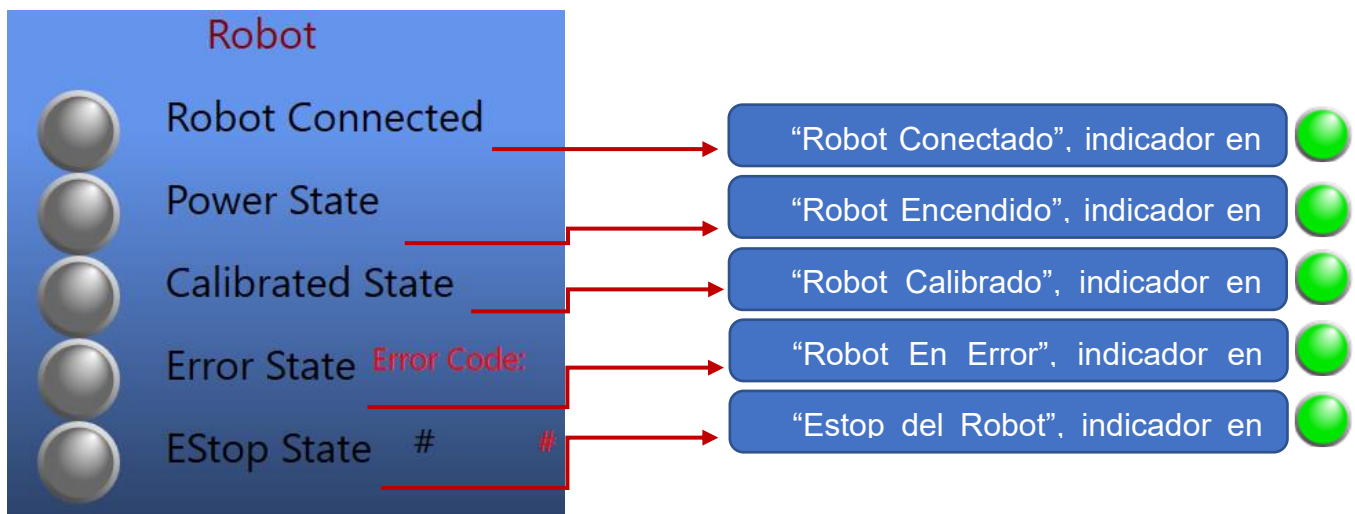 Robot
Robot Connected
Power State
Calibrated State
Error State Error Code:
EStop State # #
“Robot Conectado”, indicador en
“Robot Encendido”, indicador en
“Robot Calibrado”, indicador en
“Robot En Error”, indicador en
“Estop del Robot”, indicador en